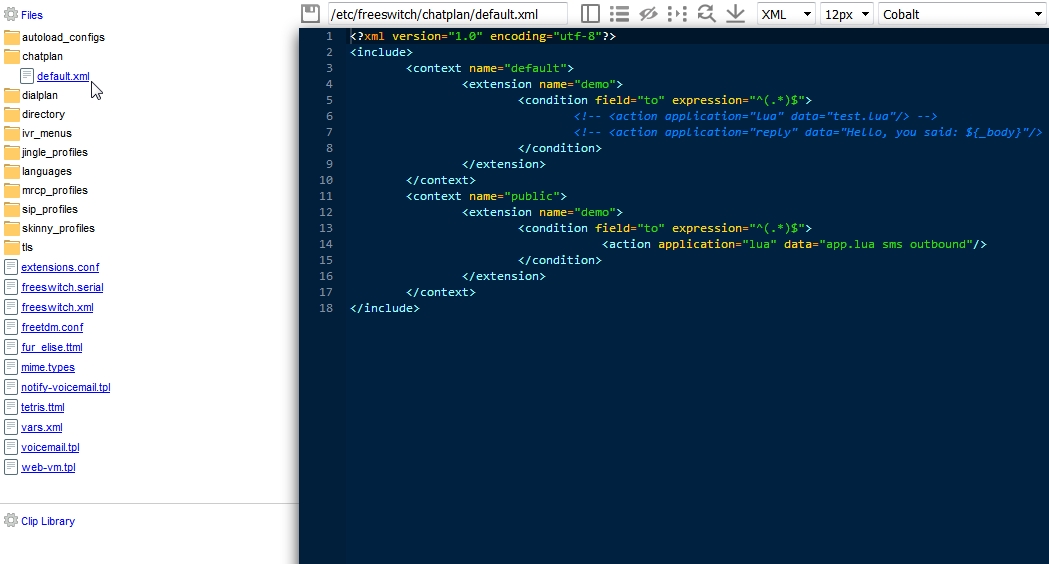 Files
autoload_configs
chatplan
default.xml
dialplan
directory
ivr_menus
jingle_profiles
languages
mrcp_profiles
sip_profiles
skinny_profiles
tls
extensions.conf
freeswitch.serial
freeswitch.xml
freetdm.conf
fur_elise.ttml
mime.types
notify-voicemail.tpl
tetris.ttml
vars.xml
voicemail.tpl
web-vm.tpl
Clip Library
/etc/freeswitch/chatplan/default.xml XML 12px Cobalt
1 <?xml version="1.0" encoding="utf-8"?>
2 <include>
3 <context name="default">
4 <extension name="demo">
5 <condition field="to" expression="^(.*)$">
6 <!-- <action application="lua" data="test.lua"/> -->
7 <!-- <action application="reply" data="Hello, you said: ${_body}"/>
8 </condition>
9 </extension>
10 </context>
11 <context name="public">
12 <extension name="demo">
13 <condition field="to" expression="^(.*)$">
14 <action application="lua" data="app.lua sms outbound"/>
15 </condition>
16 </extension>
17 </context>
18 </include>